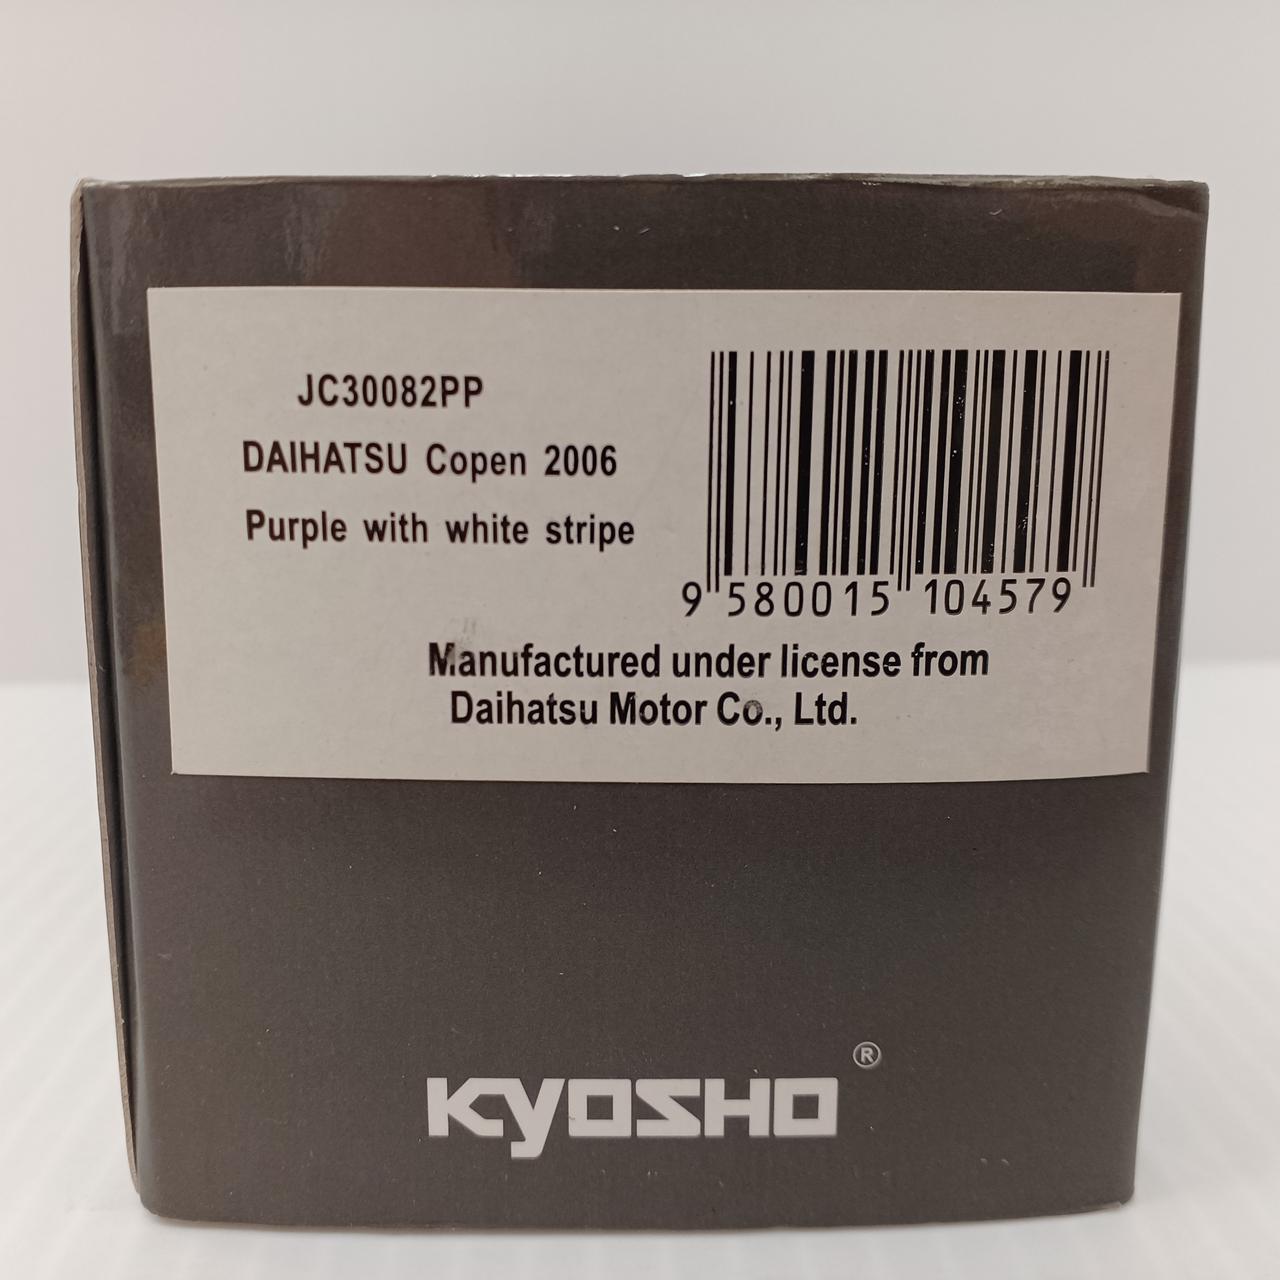 JC30082PP
DAIHATSU Copen 2006
Purple with white stripe
9 580015 104579
Manufactured under license from
Daihatsu Motor Co., Ltd.
KYOSHO ®